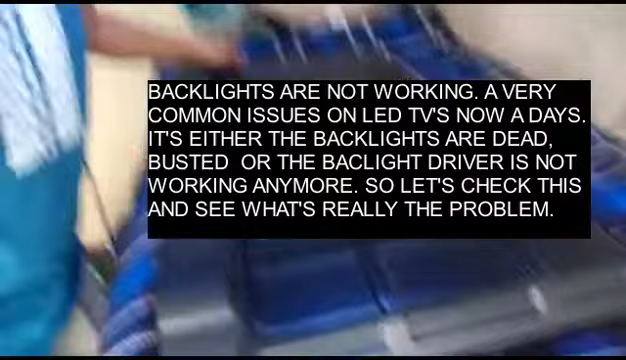 BACKLIGHTS ARE NOT WORKING. A VERY
COMMON ISSUES ON LED TV'S NOW A DAYS.
IT'S EITHER THE BACKLIGHTS ARE DEAD,
BUSTED  OR THE BACLIGHT DRIVER IS NOT
WORKING ANYMORE. SO LET'S CHECK THIS
AND SEE WHAT'S REALLY THE PROBLEM.